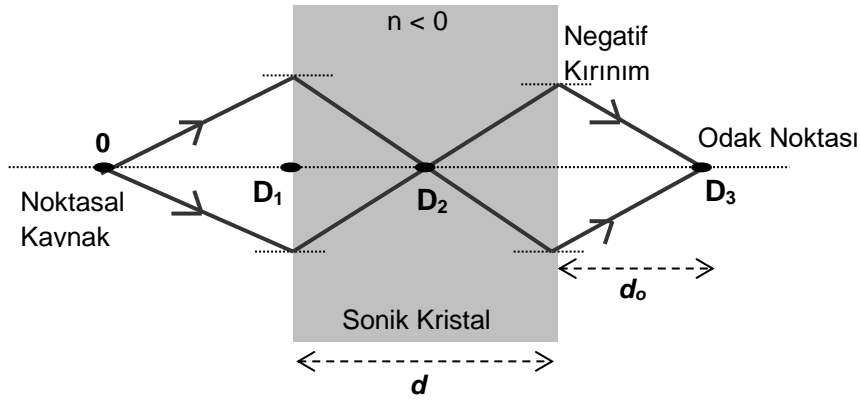 n < 0
Negatif
Kırınım
0
Odak Noktası
D₁
D₂
D₃
Noktasal
Kaynak
dₒ
Sonik Kristal
d